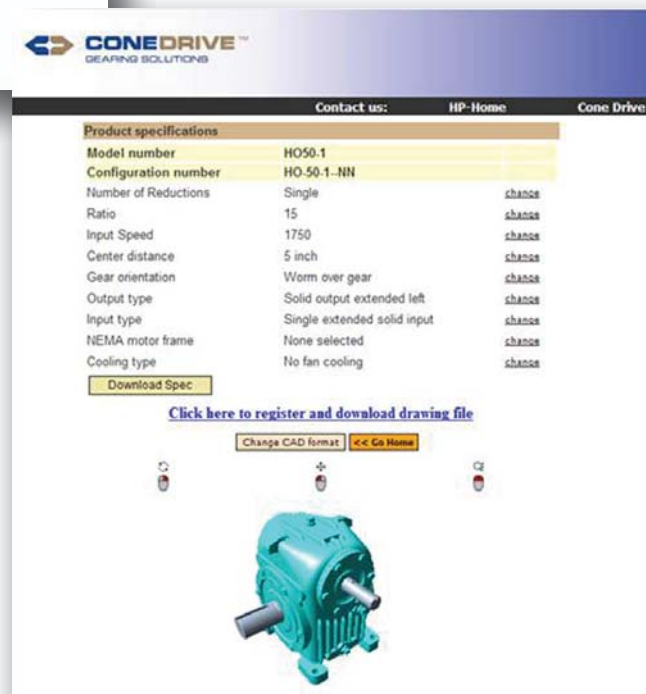 CONEDRIVE™
GEARING SOLUTIONS
Contact us: HP-Home Cone Drive
Product specifications
Model number HO50-1
Configuration number HO-50-1--NN
Number of Reductions Single change
Ratio 15 change
Input Speed 1750 change
Center distance 5 inch change
Gear orientation Worm over gear change
Output type Solid output extended left change
Input type Single extended solid input change
NEMA motor frame None selected change
Cooling type No fan cooling change
Download Spec
Click here to register and download drawing file
Change CAD format << Go Home